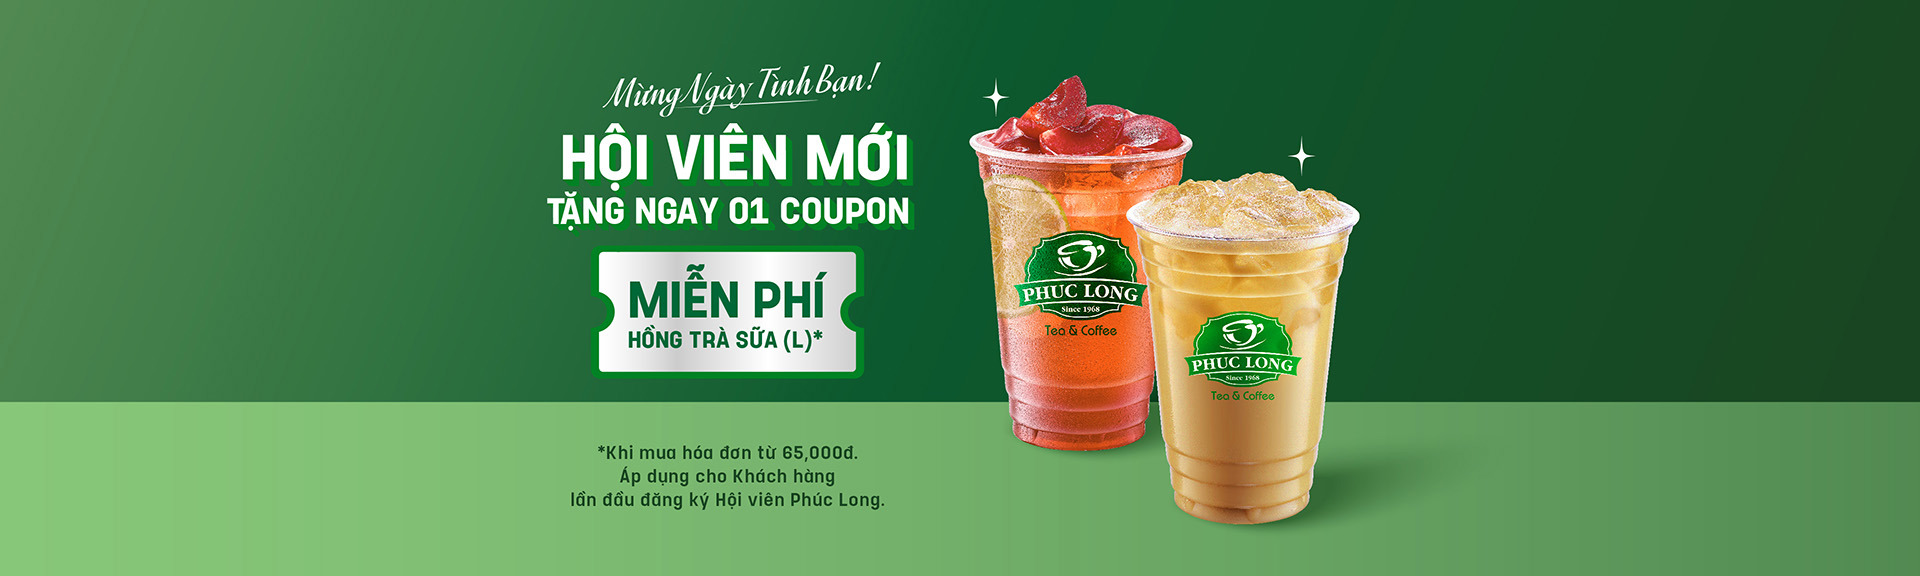 Mừng Ngày Tình Bạn!
HỘI VIÊN MỚI
TẶNG NGAY 01 COUPON
MIỄN PHÍ
HỒNG TRÀ SỮA (L)*
*Khi mua hóa đơn từ 65,000đ.
Áp dụng cho Khách hàng
lần đầu đăng ký Hội viên Phúc Long.
PHUC LONG
Since 1968
Tea & Coffee
PHUC LONG
Since 1968
Tea & Coffee